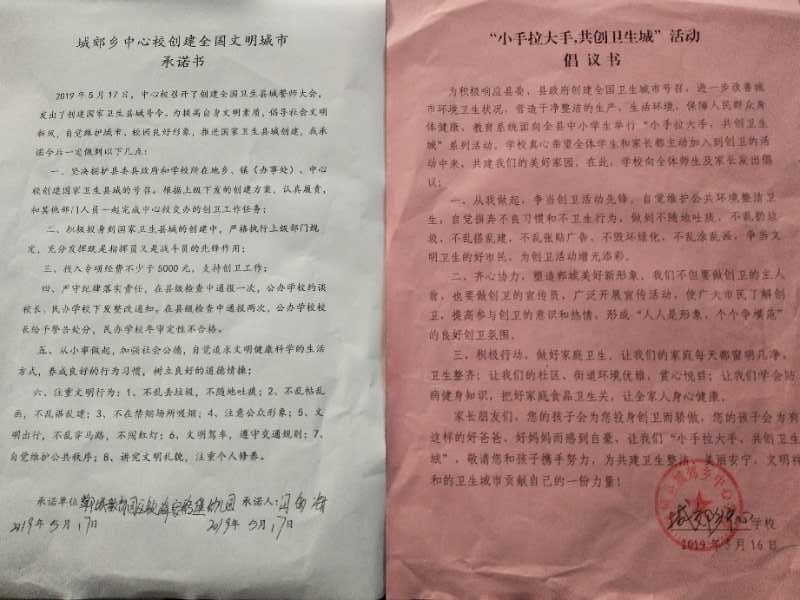 城郊乡中心校创建全国文明城市
承诺书
2019年5月17日，中心校召开了创建全国卫生县城誓师大会，
发出了创建国家卫生县城号令。为提高自身文明素质，倡导社会文明
新风，自觉维护城市、校园良好形象，推进国家卫生县城创建，我承
诺今六一定做到以下几点：
一、坚决拥护县委县政府和学校所在地乡、镇（办事处）、中心
校创建国家卫生县城的号召。根据上级下发的创建方案，认真履责，
和其他部门人员一起完成中心校交办的创卫工作任务；
二、积极投身到国家卫生县城的创建中，严格执行上级部门规
定，充分发挥既是指挥员又是战斗员的先锋作用；
三、投入专项经费不少于5000元，支持创卫工作；
四、严守纪律落实责任，在县级检查中通报一次，公办学校约谈
校长，民办学校下发整改通知。在县级检查中通报两次，公办学校校
长给予警告处分，民办学校年审定性不合格。
五、从小事做起，加强社会公德，自觉追求文明健康科学的生活
方式，养成良好的行为习惯，树立良好的道德情操；
六、注重文明行为：1、不乱丢垃圾，不随地吐痰；2、不乱粘乱
画，不乱搭乱建；3、不在禁烟场所吸烟；4、注意公众形象；5、文
明出行，不乱穿马路，不闯红灯；6、文明驾车，遵守交通规则；7、
自觉维护公共秩序；8、讲究文明礼貌，注重个人修养。
承诺单位 幼儿园 承诺人：
2019年5月17日 2019年5月17日
“小手拉大手，共创卫生城”活动
倡议书
为积极响应县委、县政府创建全国卫生城市号召，进一步改善城
市环境卫生状况，营造干净整洁的生产、生活环境，保障人民群众身
体健康，教育系统面向全县中小学生举行“小手拉大手，共创卫生
城”系列活动。学校真心希望全体学生和家长都主动加入到创卫的活
动中来，共建我们的美好家园。在此，学校向全体师生及家长发出倡
议：
一、从我做起，争当创卫活动先锋。自觉维护公共环境整洁卫
生，自觉摒弃不良习惯和不卫生行为，做到不随地吐痰、不乱扔垃
圾、不乱搭乱建、不乱张贴广告、不毁坏绿化、不乱涂乱画，争当文
明卫生的好市民，为创卫活动增光添彩。
二、齐心协力，塑造郸城美好新形象。我们不但要做创卫的主人
翁，也要做创卫的宣传员，广泛开展宣传活动，使广大市民了解创
卫，提高参与创卫的意识和热情，形成“人人是形象，个个争模范”
的良好创卫氛围。
三、积极行动，做好家庭卫生。让我们的家庭每天都窗明几净，
卫生整齐；让我们的社区、街道环境优雅，赏心悦目；让我们学会防
病健身知识，把好家庭食品卫生关，让全家人身心健康。
家长朋友们，您的孩子会为您投身创卫而骄傲，您的孩子会为有
这样的好爸爸、好妈妈而感到自豪，让我们“小手拉大手，共创卫生
城”，敬请您和孩子携手努力，为共建卫生整洁、美丽安宁、文明祥
和的卫生城市贡献自己的一份力量！
城郊乡中心学校
2019年5月16日